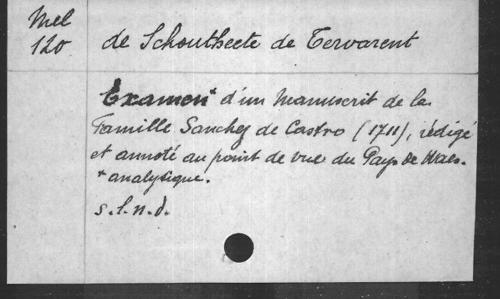 Mel
120
de Schoutheete de Tervarent
Examen* d'un Manuscrit de la
Famille Sanchez de Castro (1711), rédigé
et annoté au point de vue du Pays de Waes.
* analytique.
s.l.n.d.